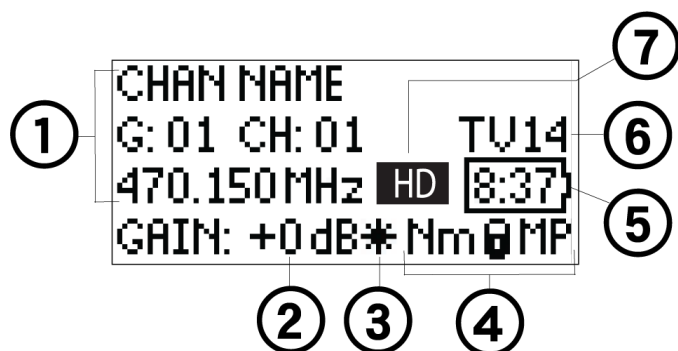 7
CHAN NAME
1
G: 01 CH: 01 TV14
6
470.150 MHz HD 8:37
5
GAIN: +0 dB* Nm MP
2 3 4